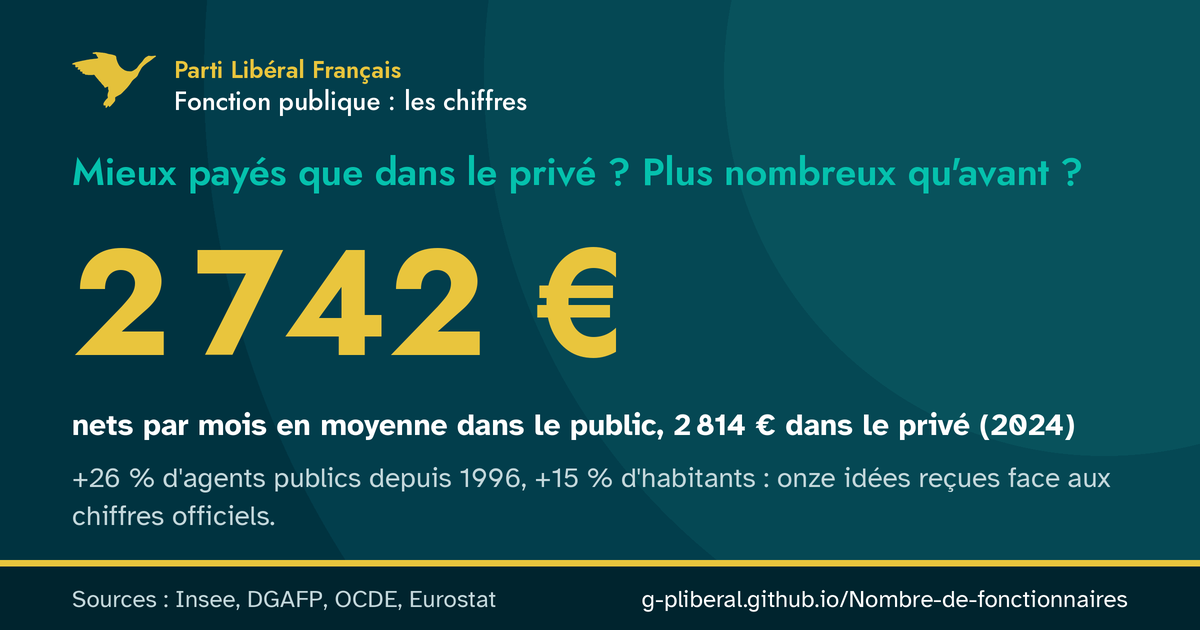 Parti Libéral Français
Fonction publique : les chiffres
Mieux payés que dans le privé ? Plus nombreux qu'avant ?
2 742 €
nets par mois en moyenne dans le public, 2 814 € dans le privé (2024)
+26 % d'agents publics depuis 1996, +15 % d'habitants : onze idées reçues face aux
chiffres officiels.
Sources : Insee, DGAFP, OCDE, Eurostat
g-pliberal.github.io/Nombre-de-fonctionnaires